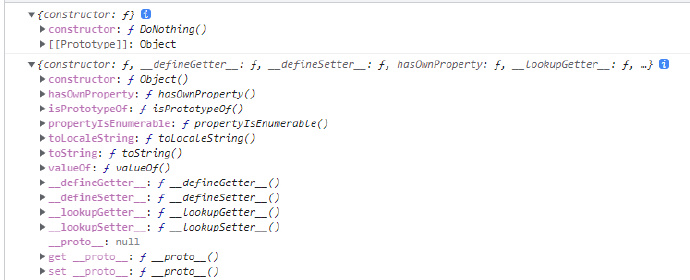 ▼{constructor: ƒ} i
▶ constructor: ƒ DoNothing()
▶ [[Prototype]]: Object
▼{constructor: ƒ, __defineGetter__: ƒ, __defineSetter__: ƒ, hasOwnProperty: ƒ, __lookupGetter__: ƒ, …} i
▶ constructor: ƒ Object()
▶ hasOwnProperty: ƒ hasOwnProperty()
▶ isPrototypeOf: ƒ isPrototypeOf()
▶ propertyIsEnumerable: ƒ propertyIsEnumerable()
▶ toLocaleString: ƒ toLocaleString()
▶ toString: ƒ toString()
▶ valueOf: ƒ valueOf()
▶ __defineGetter__: ƒ __defineGetter__()
▶ __defineSetter__: ƒ __defineSetter__()
▶ __lookupGetter__: ƒ __lookupGetter__()
▶ __lookupSetter__: ƒ __lookupSetter__()
__proto__: null
▶ get __proto__: ƒ __proto__()
▶ set __proto__: ƒ __proto__()